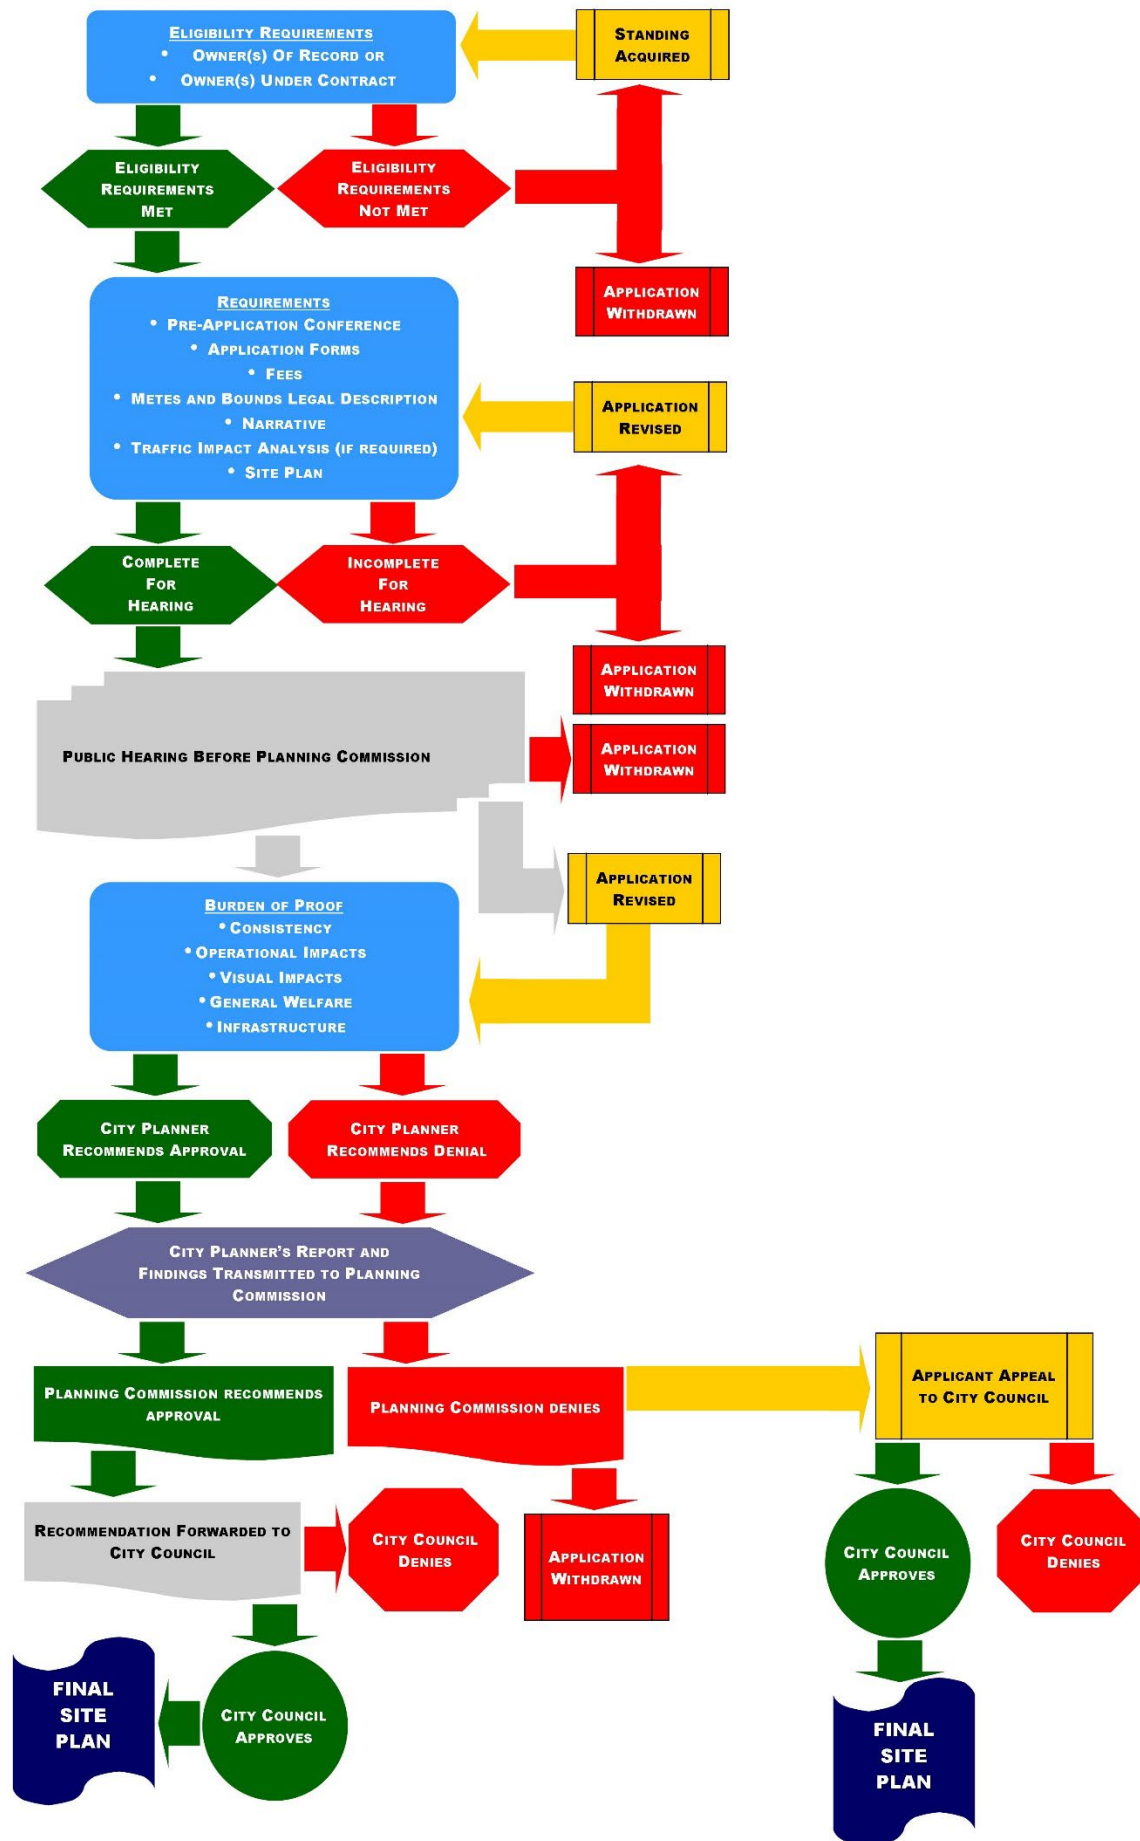 Eligibility Requirements
• Owner(s) Of Record or
• Owner(s) Under Contract
Standing
Acquired
Eligibility
Requirements
Met
Eligibility
Requirements
Not Met
Application
Withdrawn
Requirements
• Pre-Application Conference
• Application Forms
• Fees
• Metes and Bounds Legal Description
• Narrative
• Traffic Impact Analysis (if required)
• Site Plan
Application
Revised
Complete
For
Hearing
Incomplete
For
Hearing
Application
Withdrawn
Public Hearing Before Planning Commission
Application
Withdrawn
Application
Revised
Burden of Proof
• Consistency
• Operational Impacts
• Visual Impacts
• General Welfare
• Infrastructure
City Planner
Recommends Approval
City Planner
Recommends Denial
City Planner's Report and
Findings Transmitted to Planning
Commission
Planning Commission recommends
approval
Planning Commission denies
Applicant Appeal
to City Council
Recommendation Forwarded to
City Council
City Council
Denies
Application
Withdrawn
City Council
Approves
City Council
Denies
FINAL
SITE
PLAN
City Council
Approves
FINAL
SITE
PLAN